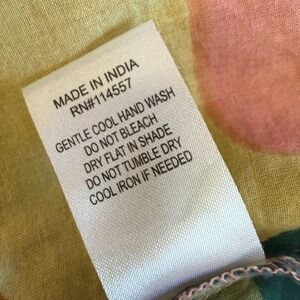 MADE IN INDIA
RN#114557
GENTLE COOL HAND WASH
DO NOT BLEACH
DRY FLAT IN SHADE
DO NOT TUMBLE DRY
COOL IRON IF NEEDED